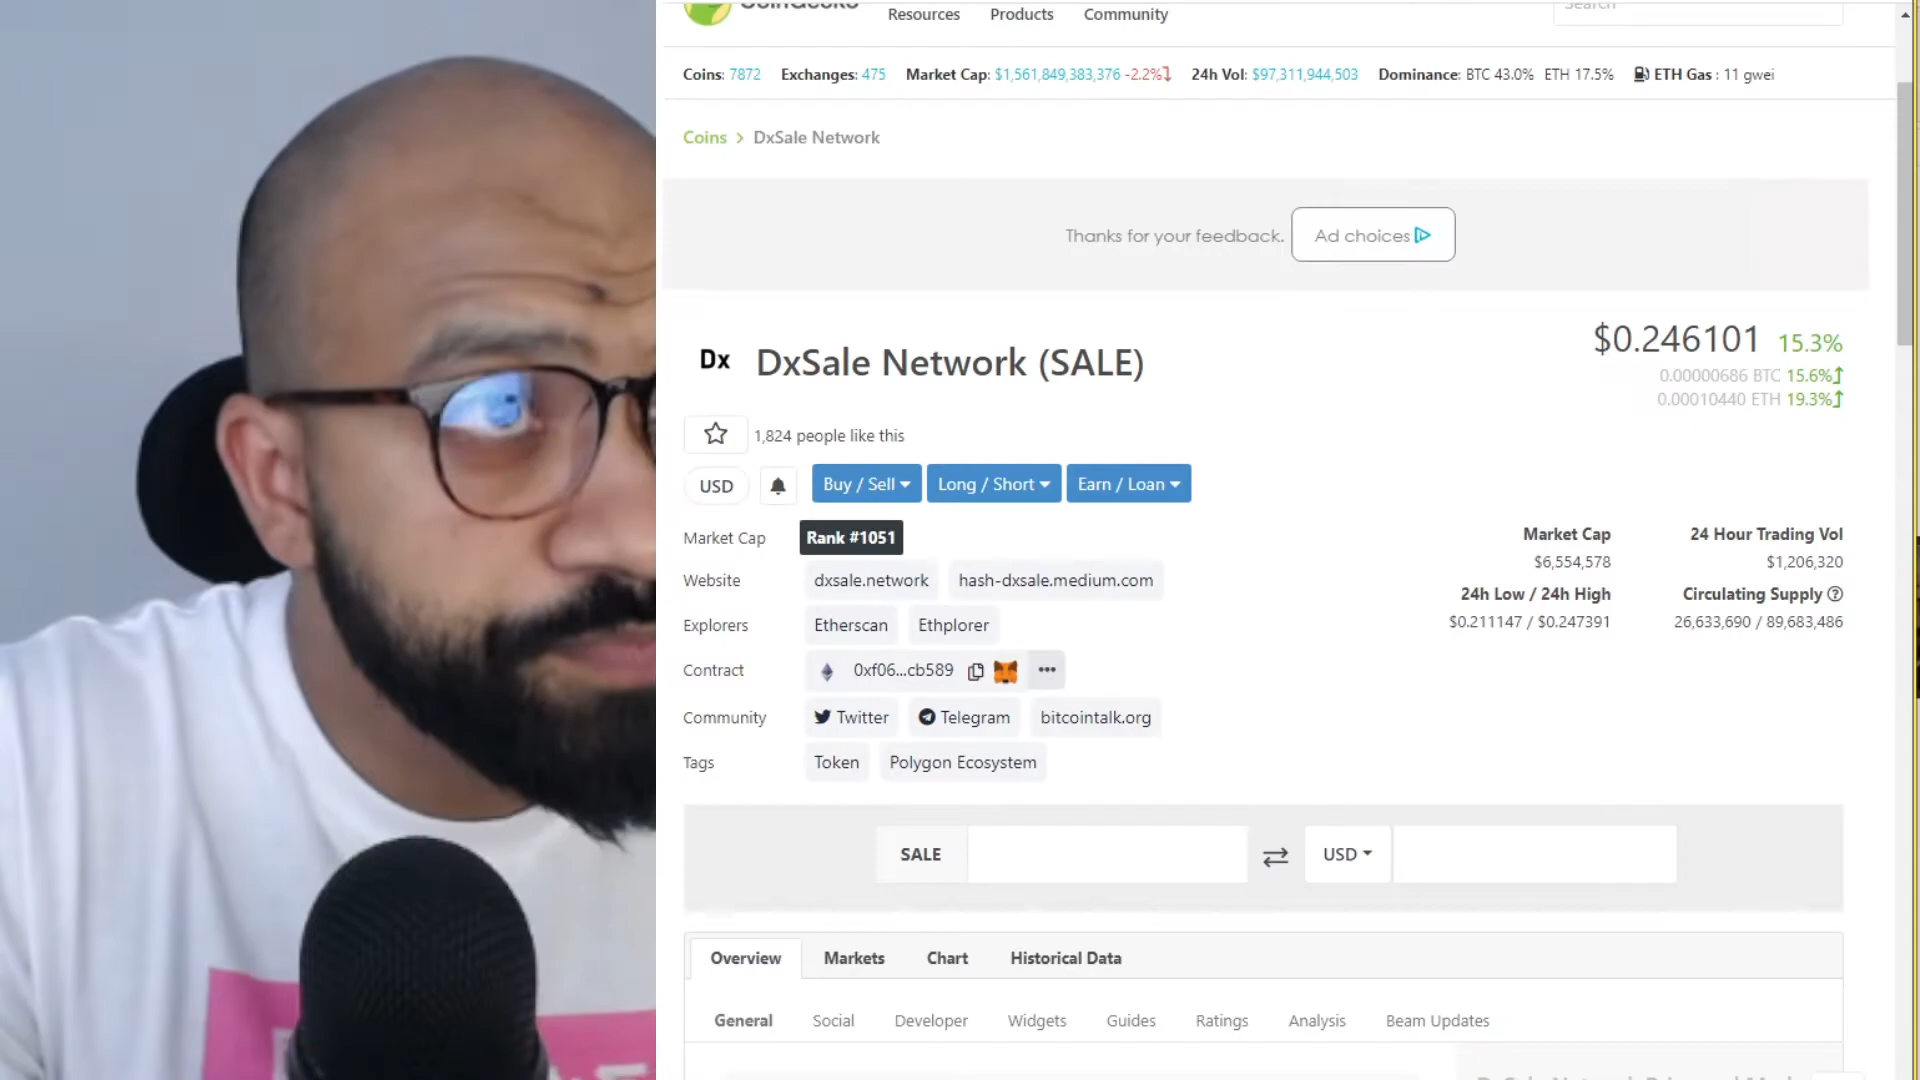 Resources Products Community
Search
Coins: 7872 Exchanges: 475 Market Cap: $1,561,849,383,376 -2.2% 24h Vol: $97,311,944,503 Dominance: BTC 43.0% ETH 17.5% ETH Gas : 11 gwei
Coins > DxSale Network
Thanks for your feedback. Ad choices
Dx DxSale Network (SALE)
$0.246101 15.3%
0.00000686 BTC 15.6%
0.00010440 ETH 19.3%
1,824 people like this
USD Buy / Sell Long / Short Earn / Loan
Market Cap Rank #1051
Website dxsale.network hash-dxsale.medium.com
Explorers Etherscan Ethplorer
Contract 0xf06...cb589 •••
Community Twitter Telegram bitcointalk.org
Tags Token Polygon Ecosystem
Market Cap 24 Hour Trading Vol
$6,554,578 $1,206,320
24h Low / 24h High Circulating Supply
$0.211147 / $0.247391 26,633,690 / 89,683,486
SALE USD
Overview Markets Chart Historical Data
General Social Developer Widgets Guides Ratings Analysis Beam Updates